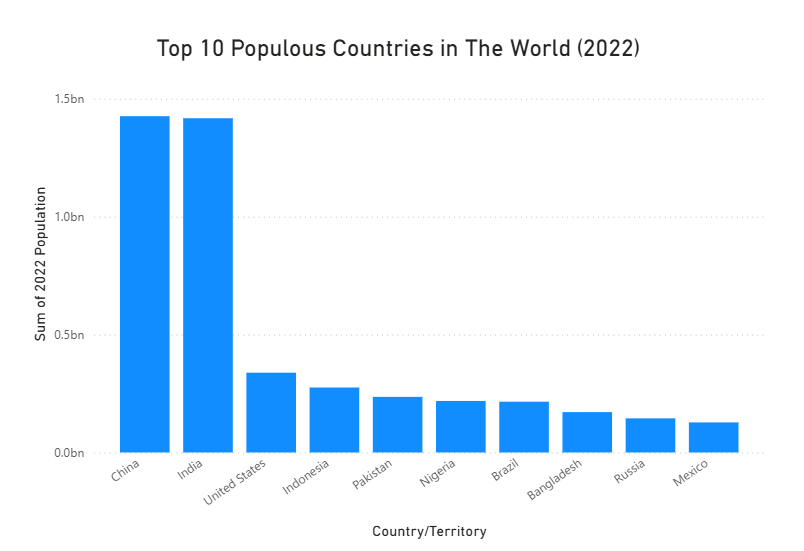 Top 10 Populous Countries in The World (2022)
Sum of 2022 Population
1.5bn
1.0bn
0.5bn
0.0bn
China
India
United States
Indonesia
Pakistan
Nigeria
Brazil
Bangladesh
Russia
Mexico
Country/Territory